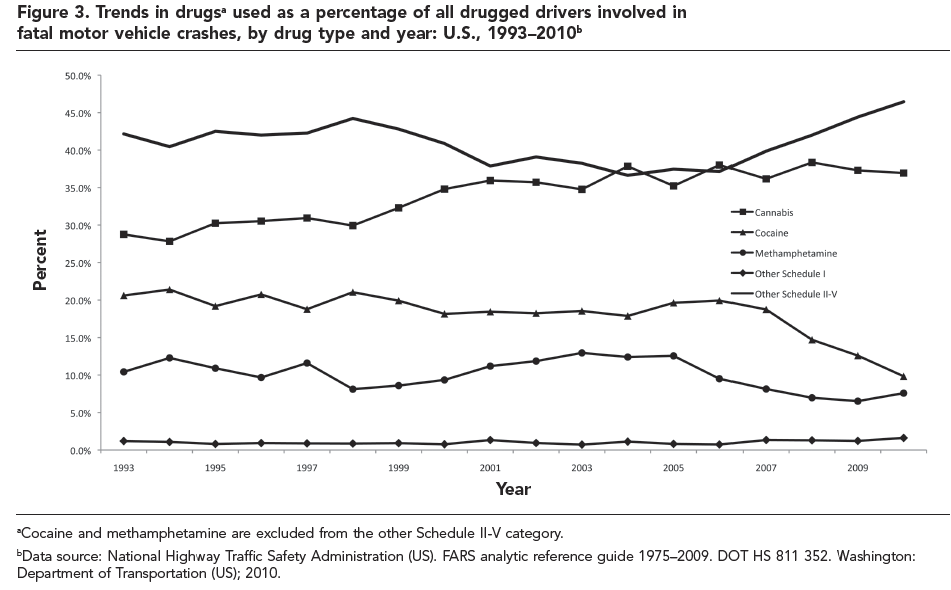 Figure 3. Trends in drugsᵃ used as a percentage of all drugged drivers involved in
fatal motor vehicle crashes, by drug type and year: U.S., 1993–2010ᵇ
50.0%
45.0%
40.0%
35.0%
30.0%
25.0%
20.0%
15.0%
10.0%
5.0%
0.0%
Percent
Cannabis
Cocaine
Methamphetamine
Other Schedule I
Other Schedule II-V
1993 1995 1997 1999 2001 2003 2005 2007 2009
Year
ᵃCocaine and methamphetamine are excluded from the other Schedule II-V category.
ᵇData source: National Highway Traffic Safety Administration (US). FARS analytic reference guide 1975–2009. DOT HS 811 352. Washington:
Department of Transportation (US); 2010.